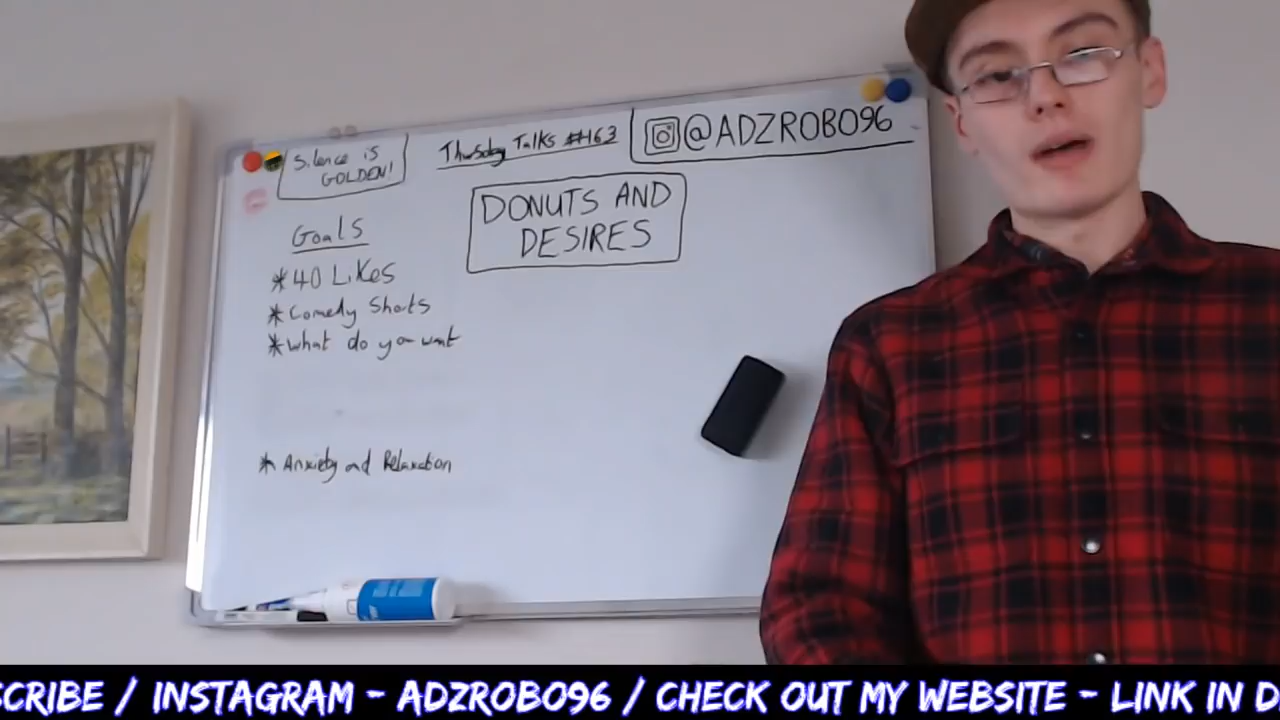 Silence is
GOLDEN!
Thursday Talks #163
@ADZROBO96
DONUTS AND
DESIRES
Goals
*40 Likes
*Comedy Shorts
*What do you want
* Anxiety and Relaxation
SCRIBE / INSTAGRAM - ADZROBO96 / CHECK OUT MY WEBSITE - LINK IN D